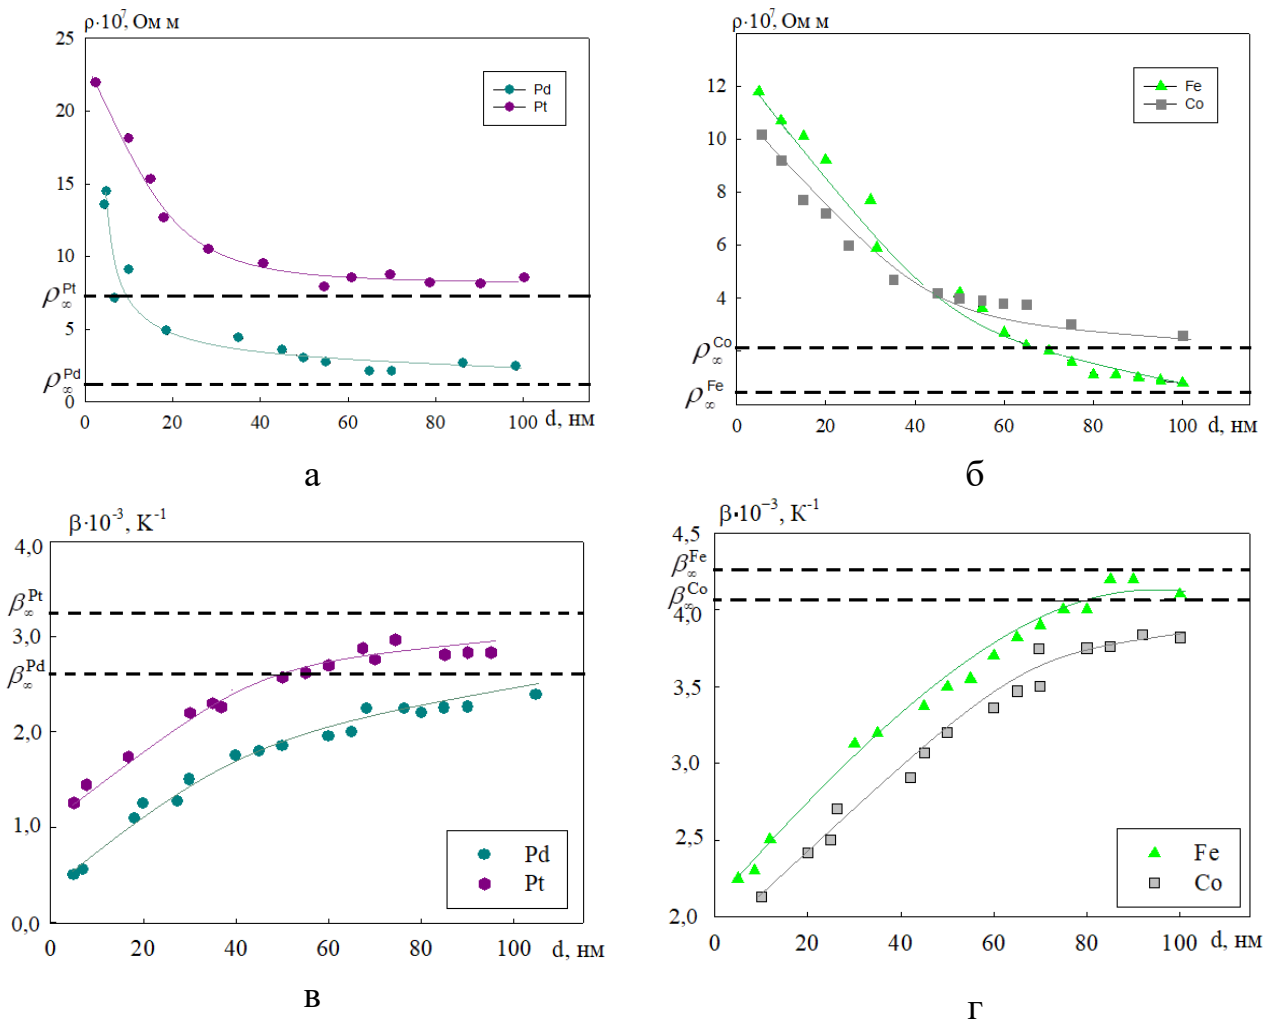 ρ·10⁷, Ом м
25
20
15
10
5
0
Pd
Pt
ρ∞^Pt
ρ∞^Pd
0 20 40 60 80 100 d, нм
а
ρ·10⁷, Ом м
12
10
8
6
4
Fe
Co
ρ∞^Co
ρ∞^Fe
0 20 40 60 80 100 d, нм
б
β·10⁻³, К⁻¹
4,0
β∞^Pt
3,0
β∞^Pd
2,0
1,0
0,0
Pd
Pt
20 40 60 80 100 d, нм
в
β·10⁻³, К⁻¹
4,5
β∞^Fe
β∞^Co
4,0
3,5
3,0
2,5
2,0
Fe
Co
0 20 40 60 80 100 d, нм
г